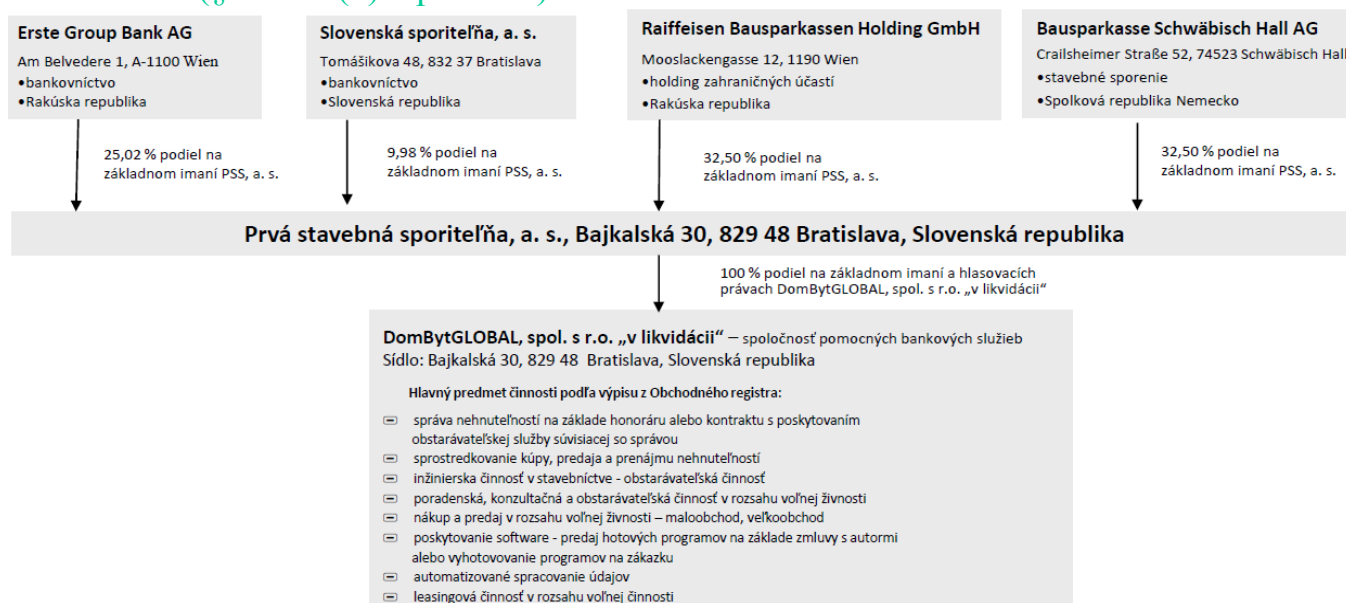 Erste Group Bank AG
Am Belvedere 1, A-1100 Wien
•bankovníctvo
•Rakúska republika
Slovenská sporiteľňa, a. s.
Tomášikova 48, 832 37 Bratislava
•bankovníctvo
•Slovenská republika
Raiffeisen Bausparkassen Holding GmbH
Mooslackengasse 12, 1190 Wien
•holding zahraničných účastí
•Rakúska republika
Bausparkasse Schwäbisch Hall AG
Crailsheimer Straße 52, 74523 Schwäbisch Hall
•stavebné sporenie
•Spolková republika Nemecko
25,02 % podiel na
základnom imaní PSS, a. s.
9,98 % podiel na
základnom imaní PSS, a. s.
32,50 % podiel na
základnom imaní PSS, a. s.
32,50 % podiel na
základnom imaní PSS, a. s.
Prvá stavebná sporiteľňa, a. s., Bajkalská 30, 829 48 Bratislava, Slovenská republika
100 % podiel na základnom imaní a hlasovacích
právach DomBytGLOBAL, spol. s r.o. „v likvidácii“
DomBytGLOBAL, spol. s r.o. „v likvidácii“ – spoločnosť pomocných bankových služieb
Sídlo: Bajkalská 30, 829 48 Bratislava, Slovenská republika
Hlavný predmet činnosti podľa výpisu z Obchodného registra:
správa nehnuteľností na základe honoráru alebo kontraktu s poskytovaním
obstarávateľskej služby súvisiacej so správou
sprostredkovanie kúpy, predaja a prenájmu nehnuteľností
inžinierska činnosť v stavebníctve - obstarávateľská činnosť
poradenská, konzultačná a obstarávateľská činnosť v rozsahu voľnej živnosti
nákup a predaj v rozsahu voľnej živnosti – maloobchod, veľkoobchod
poskytovanie software - predaj hotových programov na základe zmluvy s autormi
alebo vyhotovovanie programov na zákazku
automatizované spracovanie údajov
leasingová činnosť v rozsahu voľnej činnosti